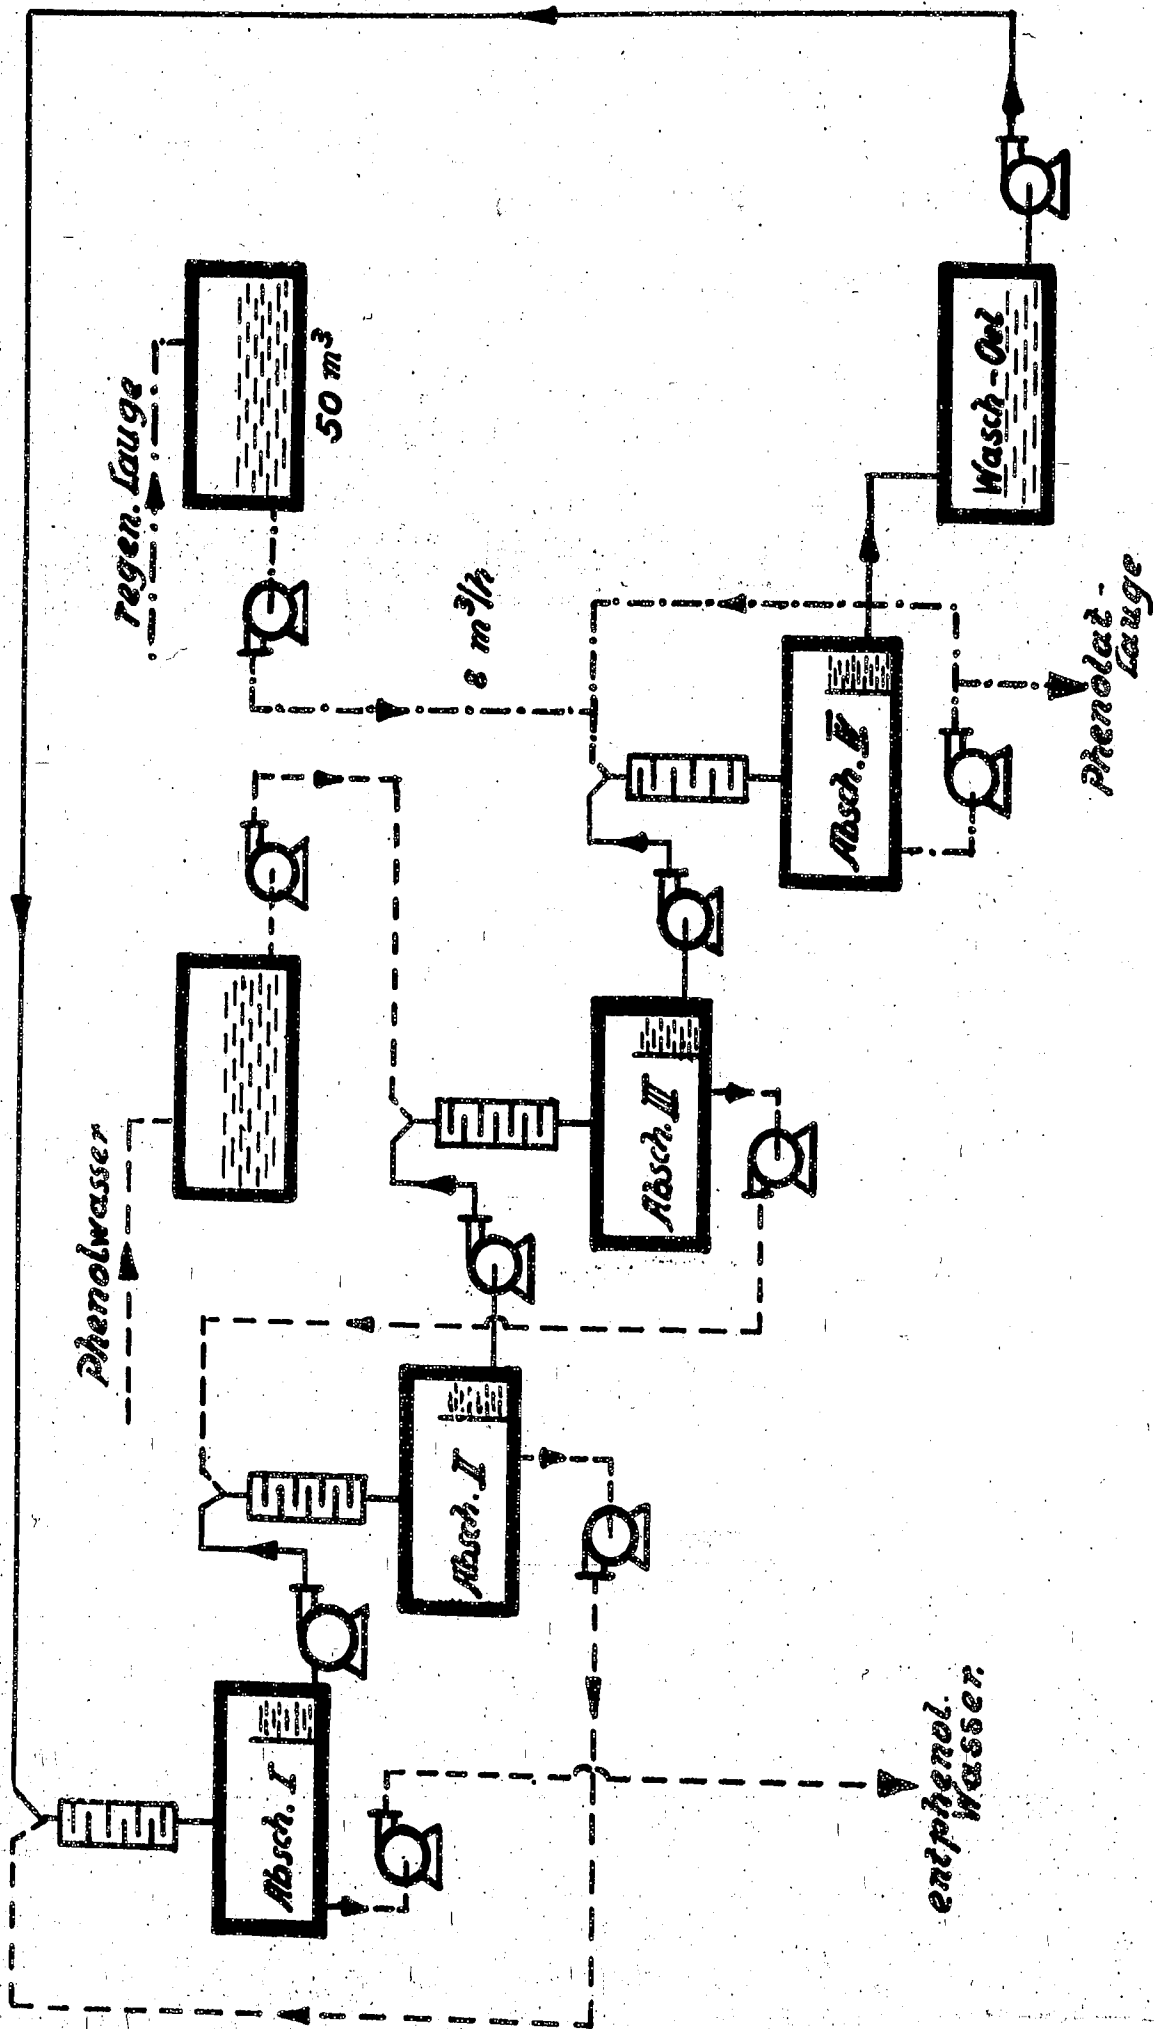 regen. Lauge
50 m³
8 m³/h
Wasch-Oel
Phenolwasser
Absch. IV
Phenolat-
Lauge
Absch. III
Absch. II
Absch. I
entphenol.
Wasser.